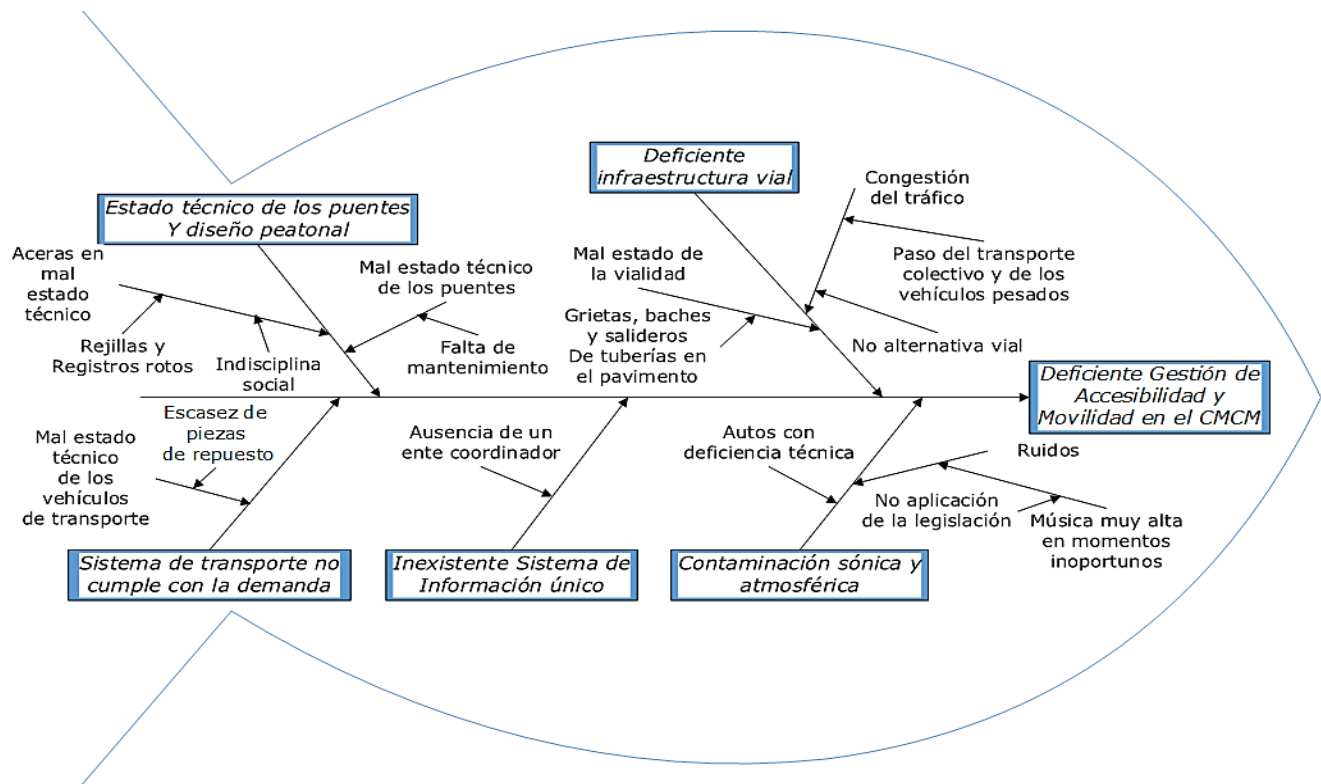 Deficiente
infraestructura vial
Estado técnico de los puentes
Y diseño peatonal
Congestión
del tráfico
Aceras en
mal
estado
técnico
Mal estado técnico
de los puentes
Mal estado de
la vialidad
Paso del transporte
colectivo y de los
vehículos pesados
Rejillas y
Registros rotos
Indisciplina
social
Falta de
mantenimiento
Grietas, baches
y salideros
De tuberías en
el pavimento
No alternativa vial
Deficiente Gestión de
Accesibilidad y
Movilidad en el CMCM
Escasez de
piezas
de repuesto
Mal estado
técnico
de los
vehículos
de transporte
Ausencia de un
ente coordinador
Autos con
deficiencia técnica
Ruidos
No aplicación
de la legislación
Música muy alta
en momentos
inoportunos
Sistema de transporte no
cumple con la demanda
Inexistente Sistema de
Información único
Contaminación sónica y
atmosférica